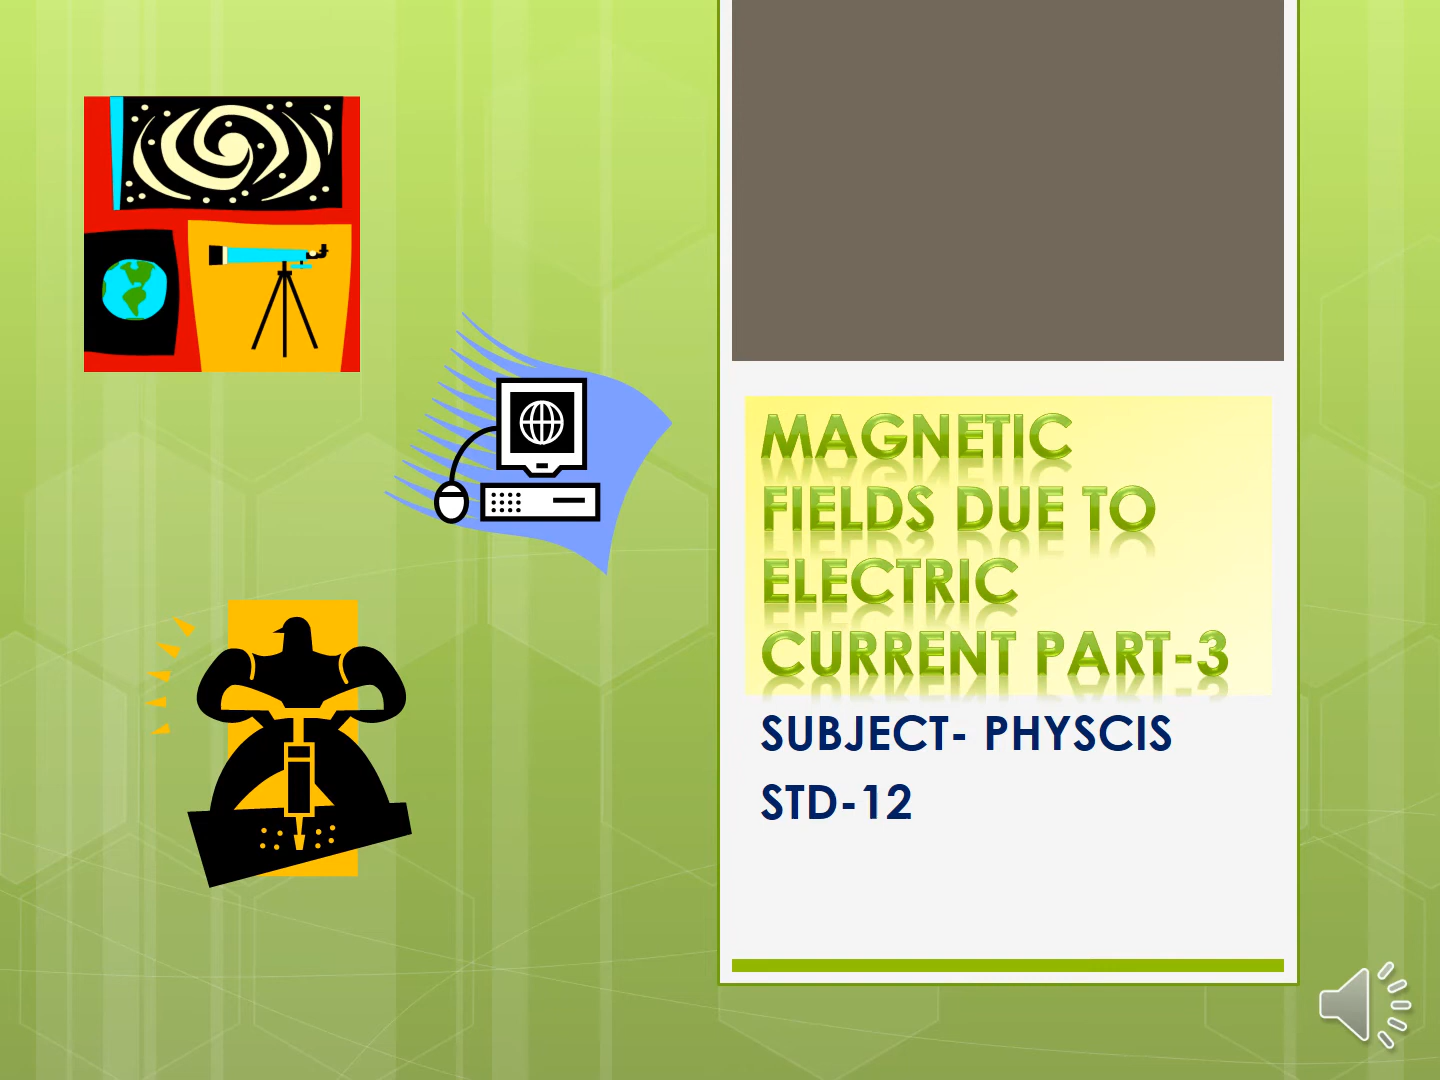 MAGNETIC
FIELDS DUE TO
ELECTRIC
CURRENT PART-3
SUBJECT- PHYSCIS
STD-12